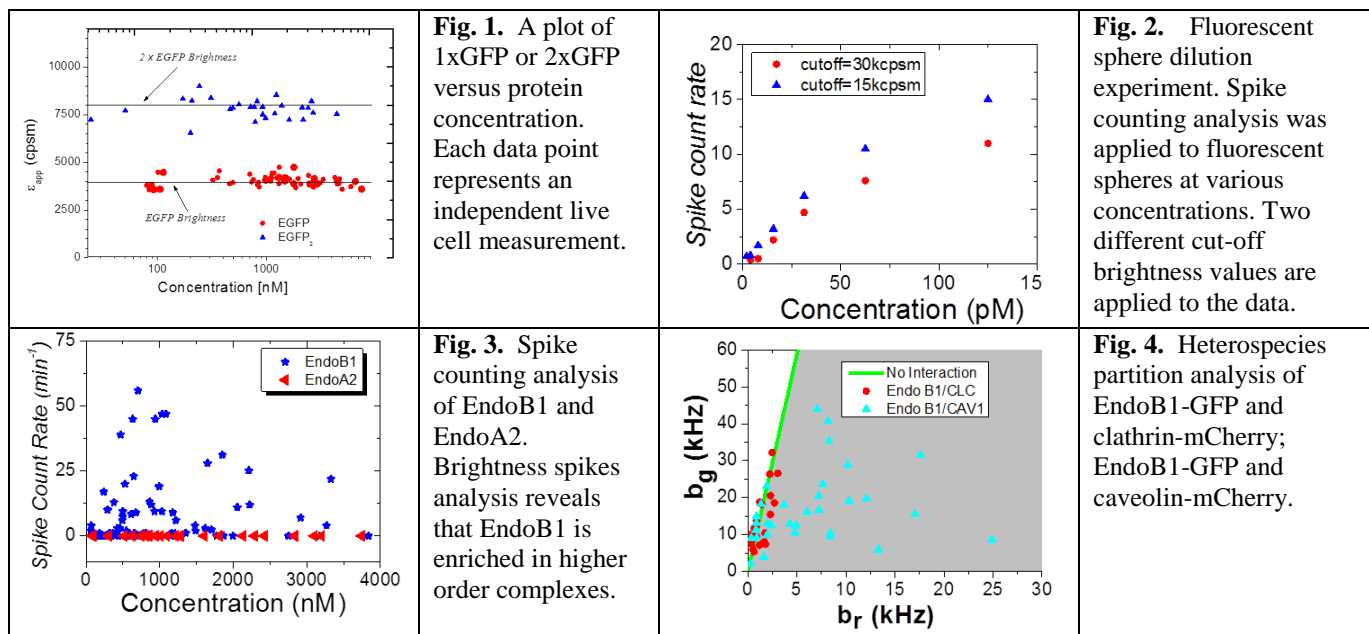 12500
10000
7500
5000
2500
0
ε_app (cpsm)
2 x EGFP Brightness
EGFP Brightness
EGFP
EGFP₂
100
1000
Concentration [nM]
Fig. 1. A plot of
1xGFP or 2xGFP
versus protein
concentration.
Each data point
represents an
independent live
cell measurement.
20
15
10
5
0
Spike count rate
cutoff=30kcpsm
cutoff=15kcpsm
0
50
100
15
Concentration (pM)
Fig. 2. Fluorescent
sphere dilution
experiment. Spike
counting analysis was
applied to fluorescent
spheres at various
concentrations. Two
different cut-off
brightness values are
applied to the data.
75
50
25
0
Spike Count Rate (min⁻¹)
EndoB1
EndoA2
0
1000
2000
3000
4000
Concentration (nM)
Fig. 3. Spike
counting analysis
of EndoB1 and
EndoA2.
Brightness spikes
analysis reveals
that EndoB1 is
enriched in higher
order complexes.
60
50
40
30
20
10
0
b_g (kHz)
No Interaction
Endo B1/CLC
Endo B1/CAV1
0
5
10
15
20
25
30
b_r (kHz)
Fig. 4. Heterospecies
partition analysis of
EndoB1-GFP and
clathrin-mCherry;
EndoB1-GFP and
caveolin-mCherry.